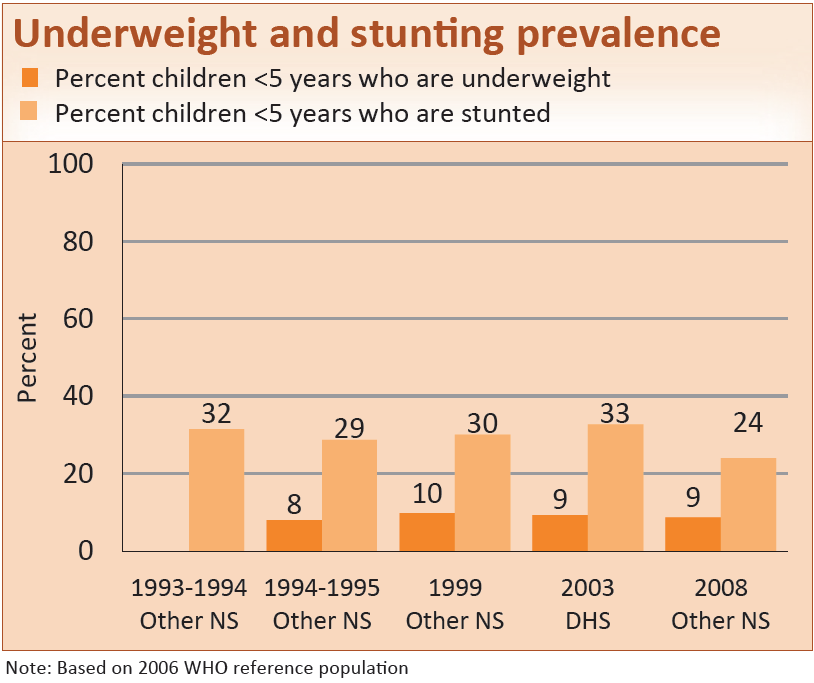 Underweight and stunting prevalence
Percent children <5 years who are underweight
Percent children <5 years who are stunted
Percent
100
80
60
40
20
0
32
8
29
10
30
9
33
9
24
1993-1994
Other NS
1994-1995
Other NS
1999
Other NS
2003
DHS
2008
Other NS
Note: Based on 2006 WHO reference population